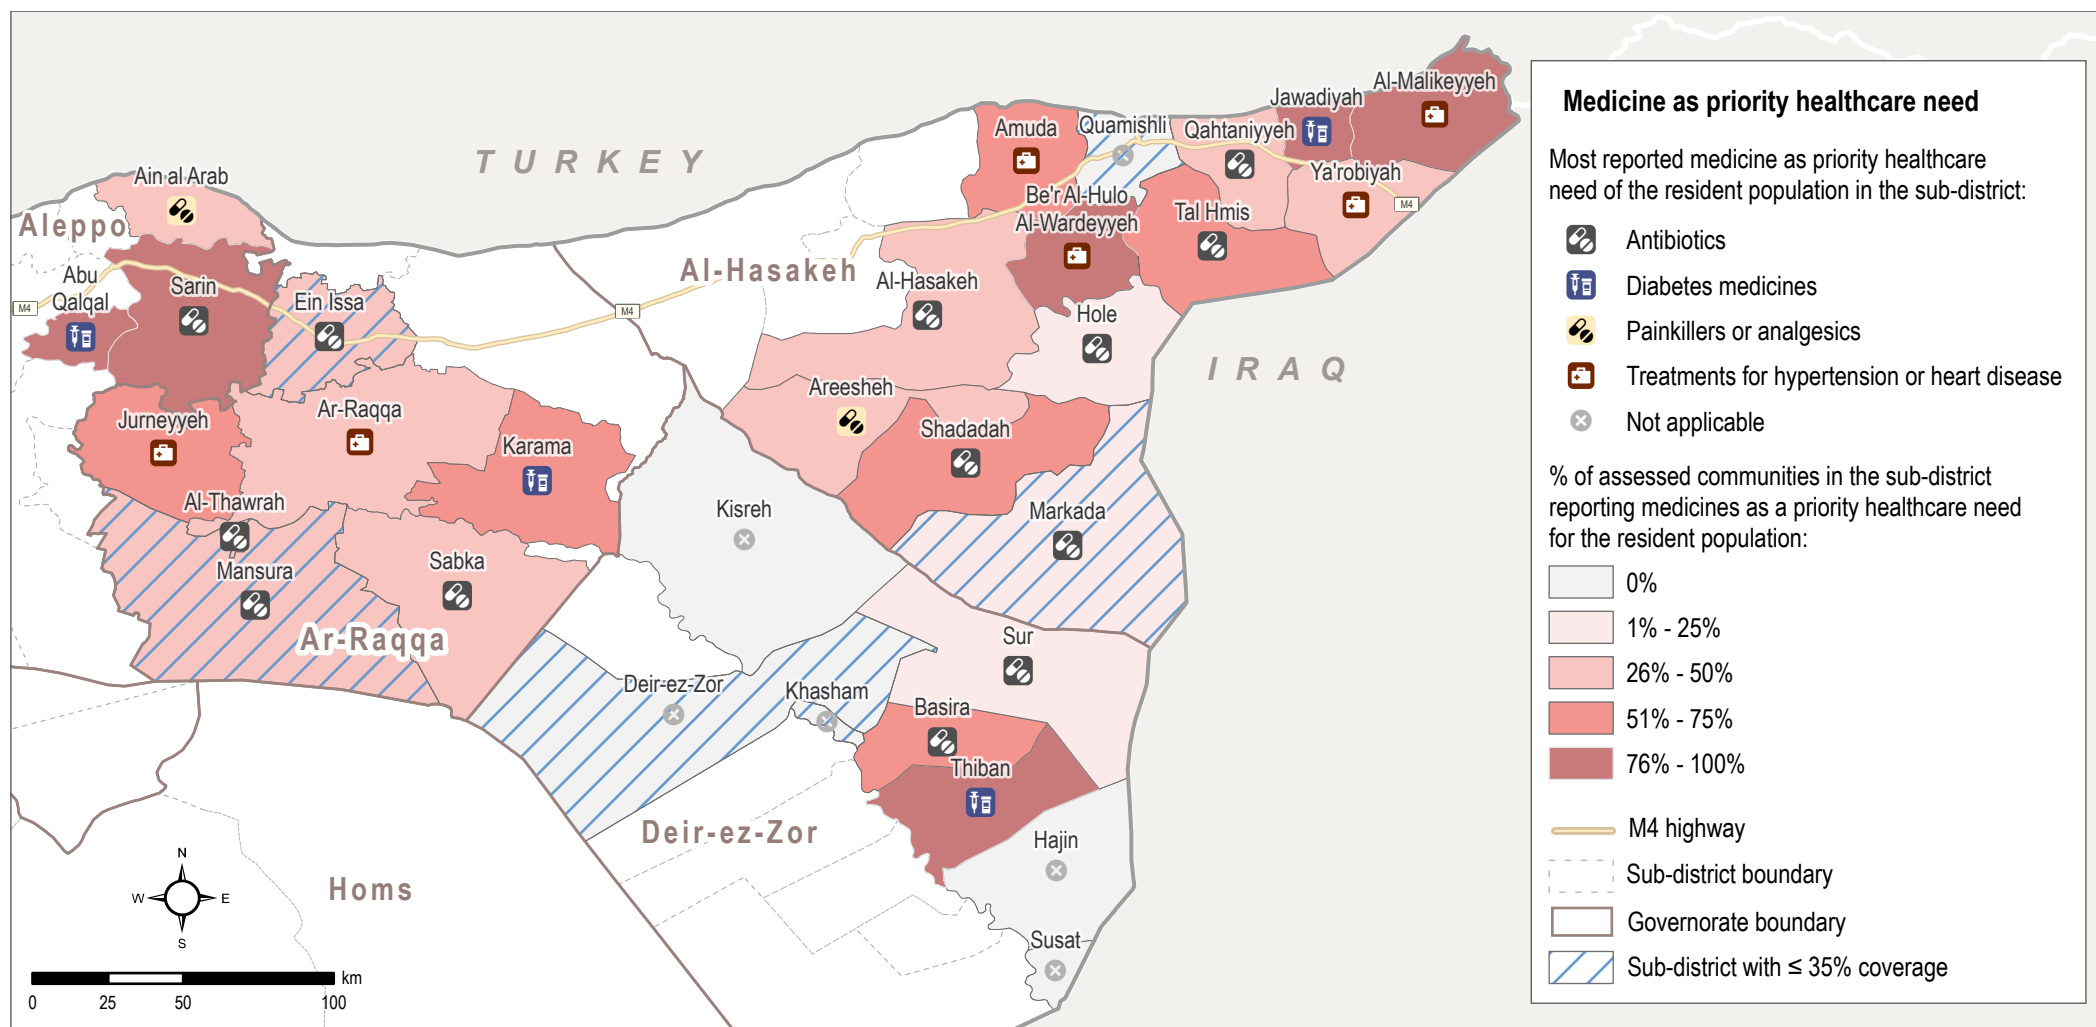 TURKEY
IRAQ
Aleppo
Al-Hasakeh
Ar-Raqqa
Deir-ez-Zor
Homs
Ain al Arab
Abu
Qalqal
Sarin
Ein Issa
M4
M4
M4
Jurneyyeh
Ar-Raqqa
Karama
Al-Thawrah
Mansura
Sabka
Amuda
Quamishli
Qahtaniyyeh
Jawadiyah
Al-Malikeyyeh
Ya'robiyah
Be'r Al-Hulo
Al-Wardeyyeh
Tal Hmis
Al-Hasakeh
Hole
Areesheh
Shadadah
Markada
Kisreh
Sur
Deir-ez-Zor
Khasham
Basira
Thiban
Hajin
Susat
N
W
E
S
km
0
25
50
100
Medicine as priority healthcare need
Most reported medicine as priority healthcare
need of the resident population in the sub-district:
Antibiotics
Diabetes medicines
Painkillers or analgesics
Treatments for hypertension or heart disease
Not applicable
% of assessed communities in the sub-district
reporting medicines as a priority healthcare need
for the resident population:
0%
1% - 25%
26% - 50%
51% - 75%
76% - 100%
M4 highway
Sub-district boundary
Governorate boundary
Sub-district with ≤ 35% coverage